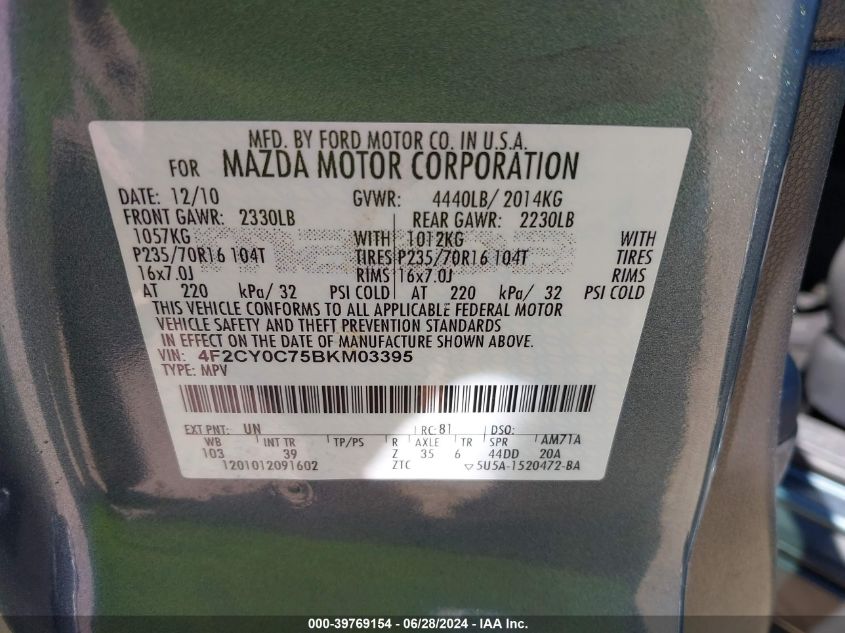 MFD. BY FORD MOTOR CO. IN U.S.A.
FOR MAZDA MOTOR CORPORATION
DATE: 12/10 GVWR: 4440LB/ 2014KG
FRONT GAWR: 2330LB REAR GAWR: 2230LB
1057KG WITH 1012KG WITH
P235/70R16 104T TIRES P235/70R16 104T TIRES
16x7.0J RIMS 16x7.0J RIMS
AT 220 kPa/ 32 PSI COLD AT 220 kPa/ 32 PSI COLD
THIS VEHICLE CONFORMS TO ALL APPLICABLE FEDERAL MOTOR
VEHICLE SAFETY AND THEFT PREVENTION STANDARDS
IN EFFECT ON THE DATE OF MANUFACTURE SHOWN ABOVE.
VIN: 4F2CY0C75BKM03395
TYPE: MPV
EXT PNT: UN RC: 81 DSO:
WB INT TR TP/PS R AXLE TR SPR AM71A
103 39 Z 35 6 44DD 20A
1201012091602 ZTC ▽5U5A-1520472-BA
000-39769154 / 06/28/2024 / IAA Inc.